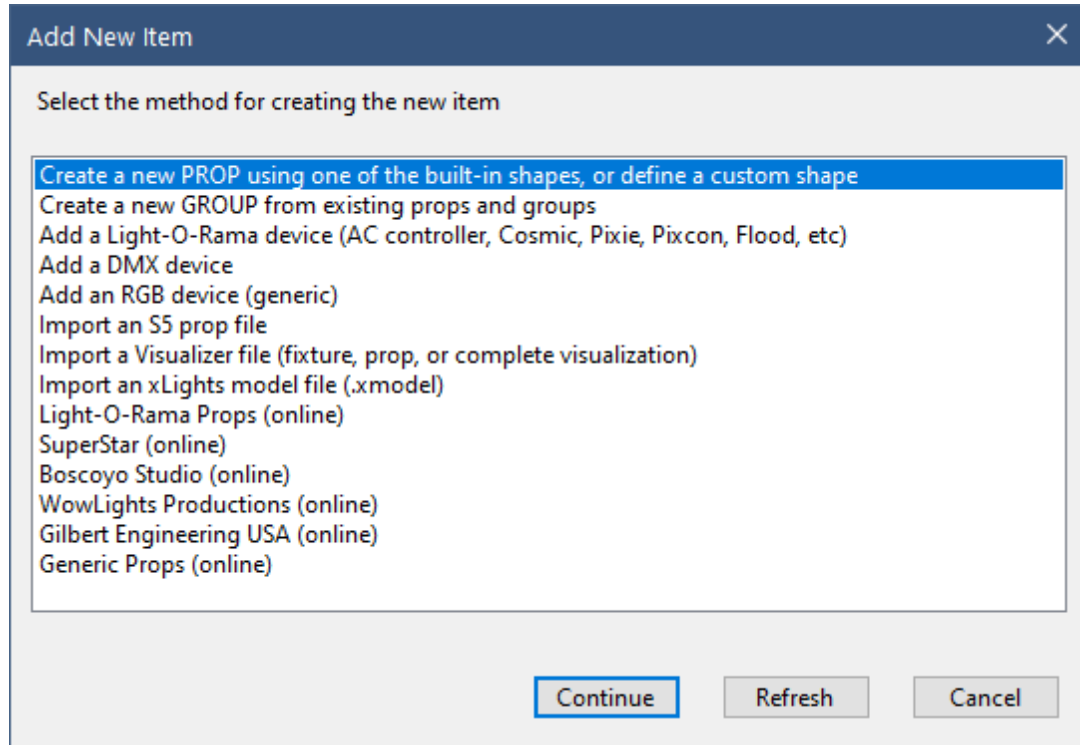 Add New Item
Select the method for creating the new item
Create a new PROP using one of the built-in shapes, or define a custom shape
Create a new GROUP from existing props and groups
Add a Light-O-Rama device (AC controller, Cosmic, Pixie, Pixcon, Flood, etc)
Add a DMX device
Add an RGB device (generic)
Import an S5 prop file
Import a Visualizer file (fixture, prop, or complete visualization)
Import an xLights model file (.xmodel)
Light-O-Rama Props (online)
SuperStar (online)
Boscoyo Studio (online)
WowLights Productions (online)
Gilbert Engineering USA (online)
Generic Props (online)
Continue Refresh Cancel